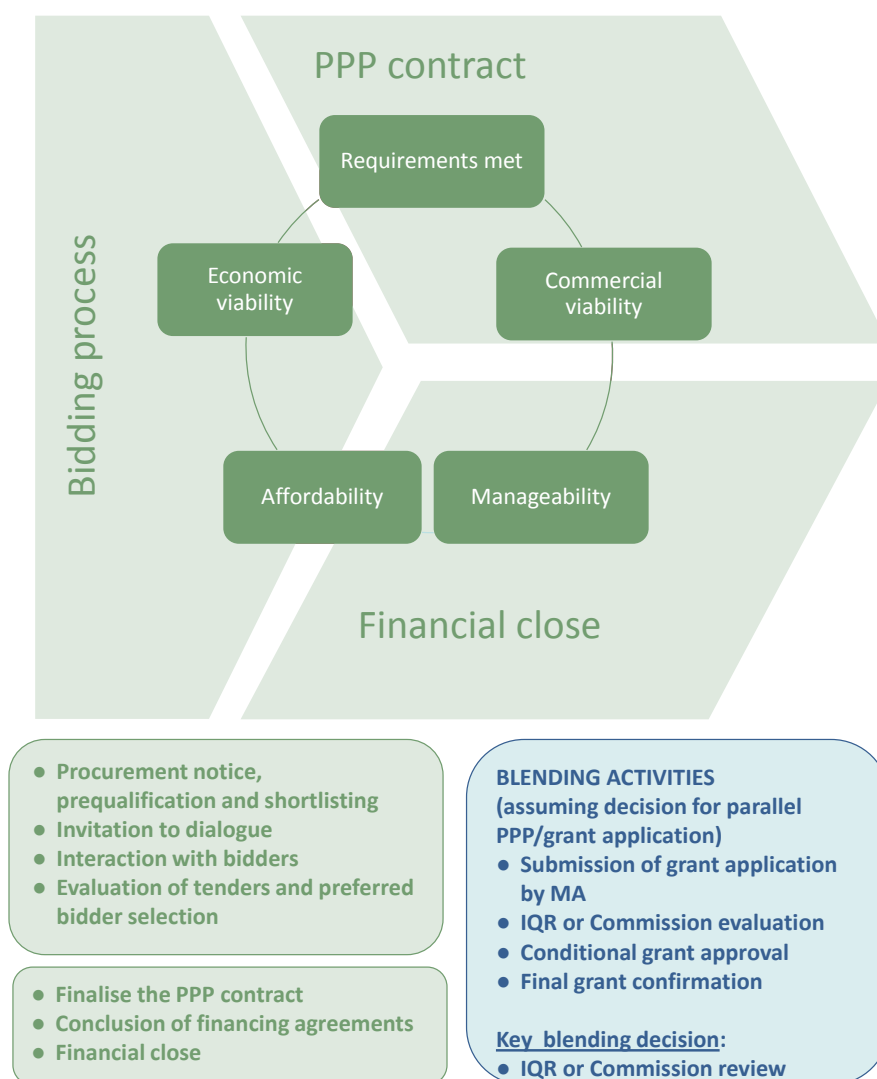 PPP contract
Requirements met
Economic
viability
Commercial
viability
Bidding process
Affordability
Manageability
Financial close
● Procurement notice,
prequalification and shortlisting
● Invitation to dialogue
● Interaction with bidders
● Evaluation of tenders and preferred
bidder selection
● Finalise the PPP contract
● Conclusion of financing agreements
● Financial close
BLENDING ACTIVITIES
(assuming decision for parallel
PPP/grant application)
● Submission of grant application
by MA
● IQR or Commission evaluation
● Conditional grant approval
● Final grant confirmation
Key blending decision:
● IQR or Commission review